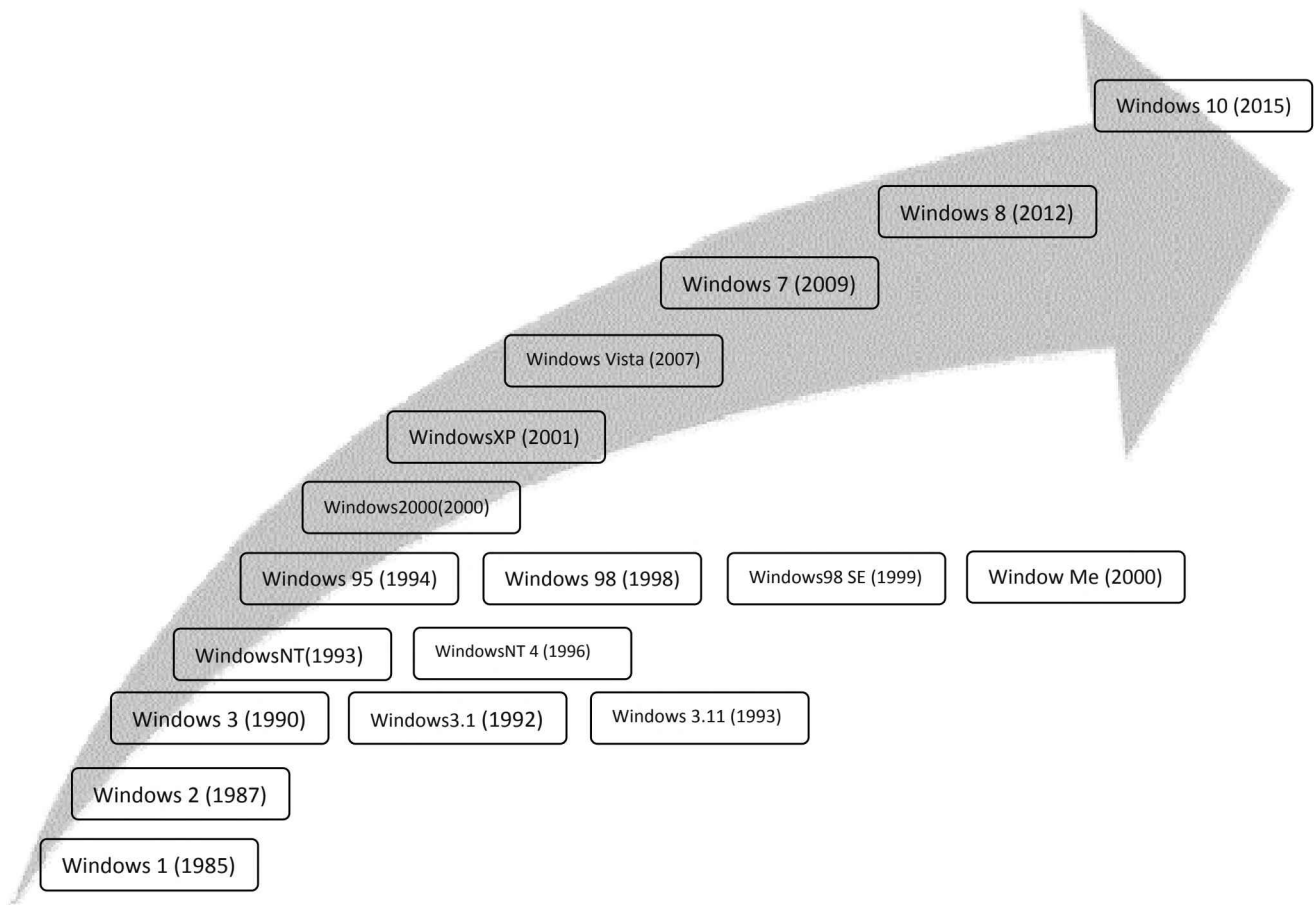 Windows 10 (2015)
Windows 8 (2012)
Windows 7 (2009)
Windows Vista (2007)
WindowsXP (2001)
Windows2000(2000)
Windows 95 (1994)
Windows 98 (1998)
Windows98 SE (1999)
Window Me (2000)
WindowsNT(1993)
WindowsNT 4 (1996)
Windows 3 (1990)
Windows3.1 (1992)
Windows 3.11 (1993)
Windows 2 (1987)
Windows 1 (1985)